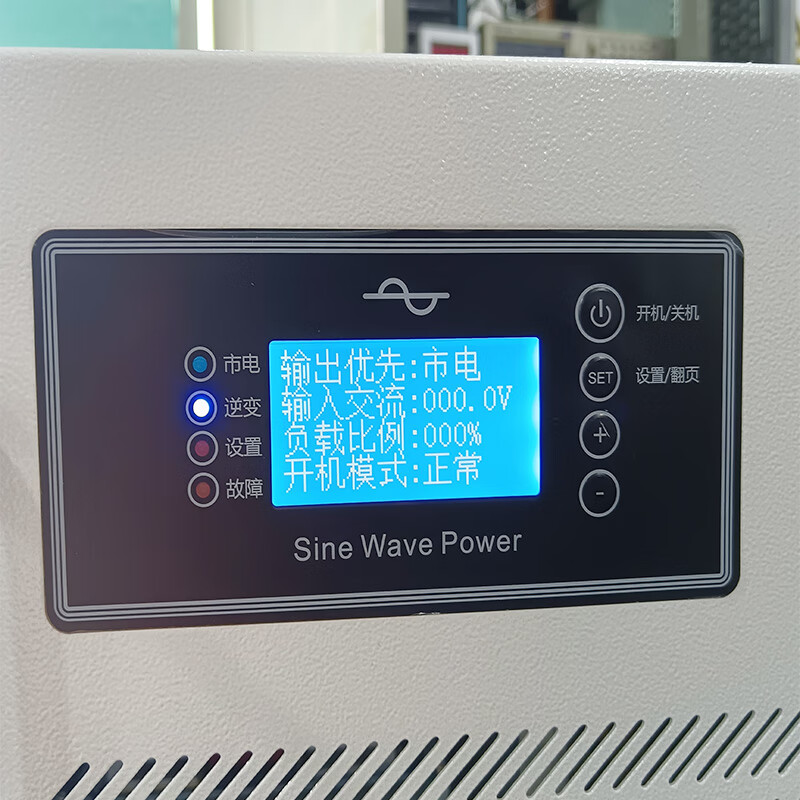 市电
逆变
设置
故障
输出优先:市电
输入交流:000.0V
负载比例:000%
开机模式:正常
Sine Wave Power
开机/关机
SET
设置/翻页
+
-